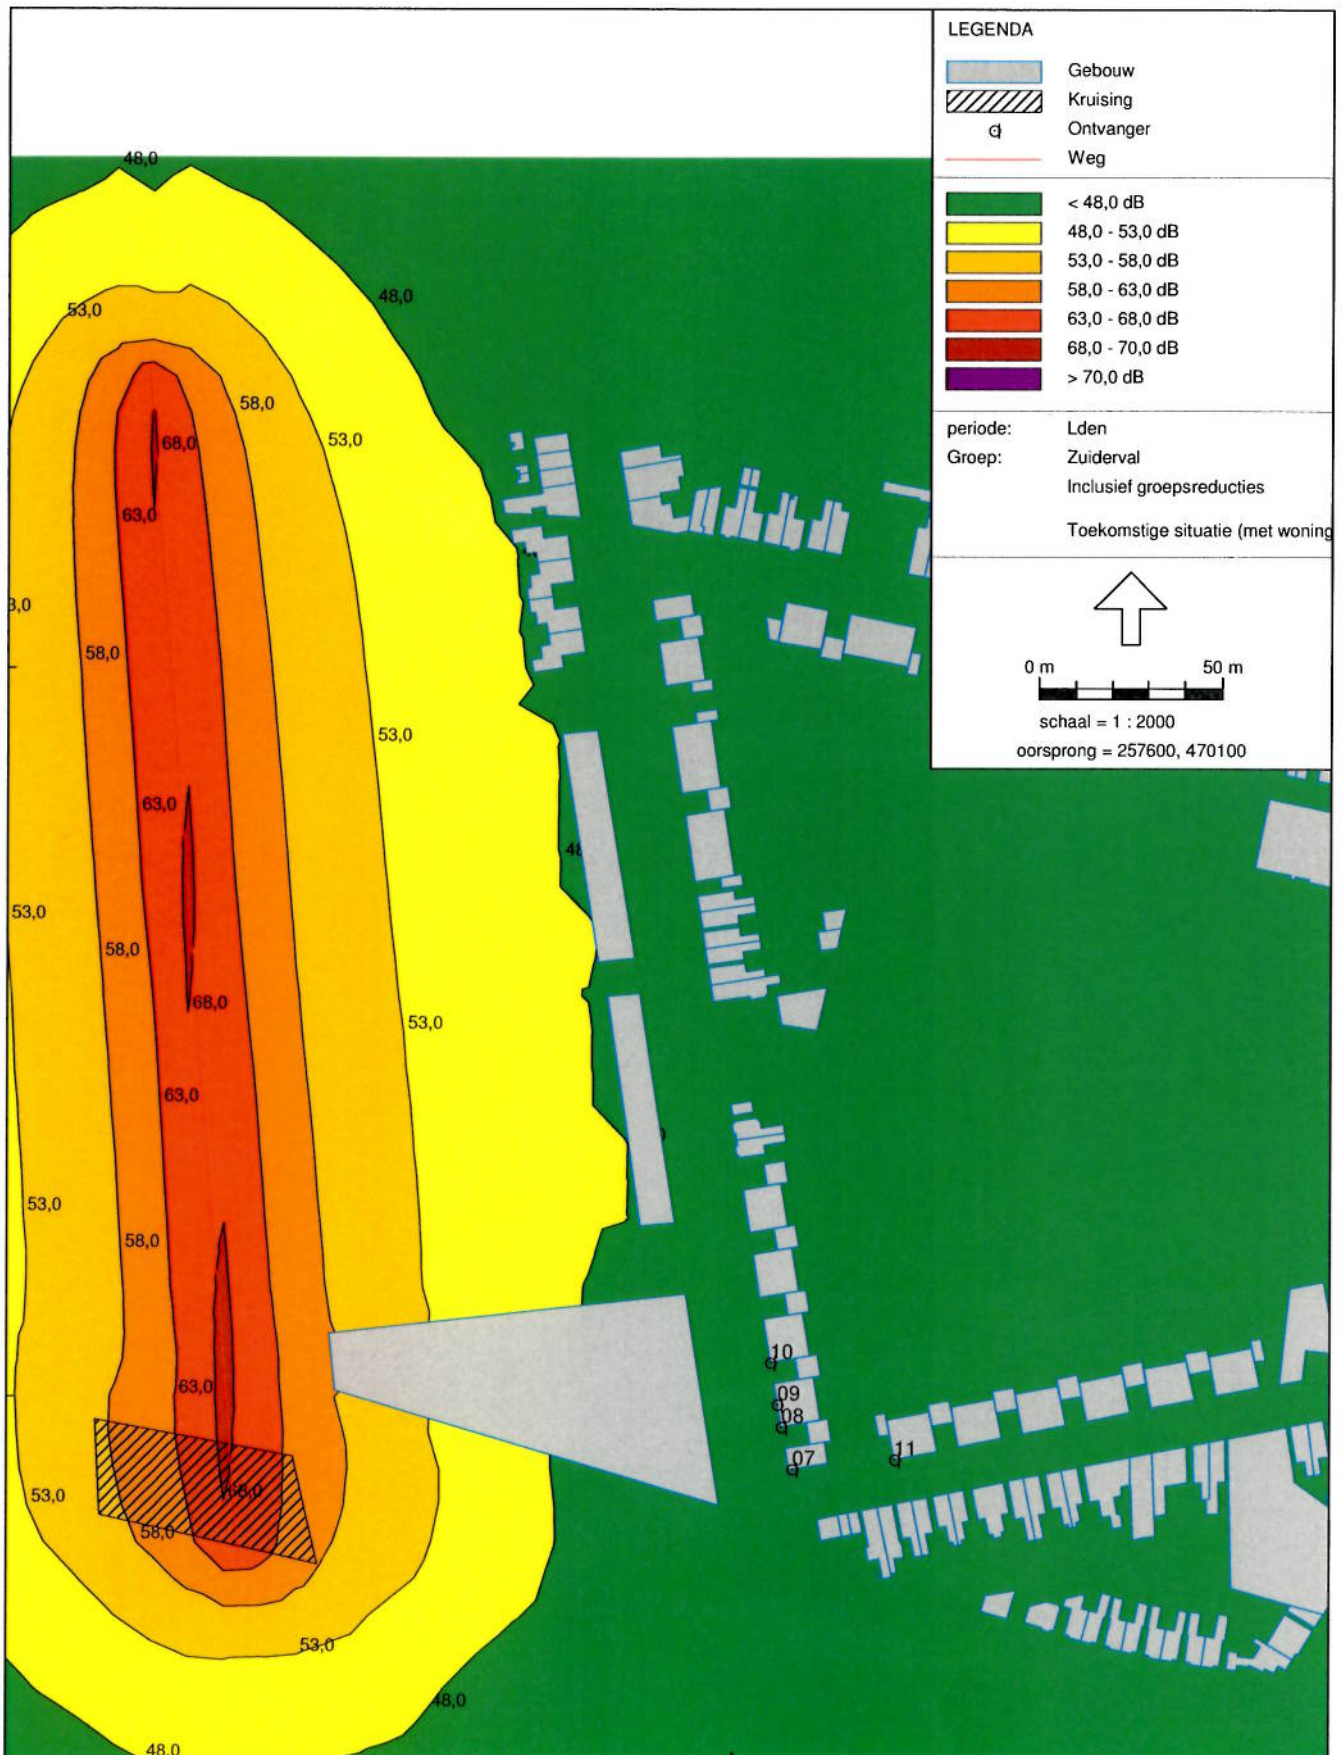 LEGENDA
Gebouw
Kruising
Ontvanger
Weg
< 48,0 dB
48,0 - 53,0 dB
53,0 - 58,0 dB
58,0 - 63,0 dB
63,0 - 68,0 dB
68,0 - 70,0 dB
> 70,0 dB
periode: Lden
Groep: Zuiderval
Inclusief groepsreducties
Toekomstige situatie (met woning
0 m 50 m
schaal = 1 : 2000
oorsprong = 257600, 470100
48,0
48,0
53,0
58,0
53,0
68,0
63,0
3,0
58,0
53,0
63,0
48
53,0
58,0
68,0
53,0
63,0
53,0
58,0
10
63,0
09
08
11
07
53,0
68,0
58,0
53,0
48,0
48,0